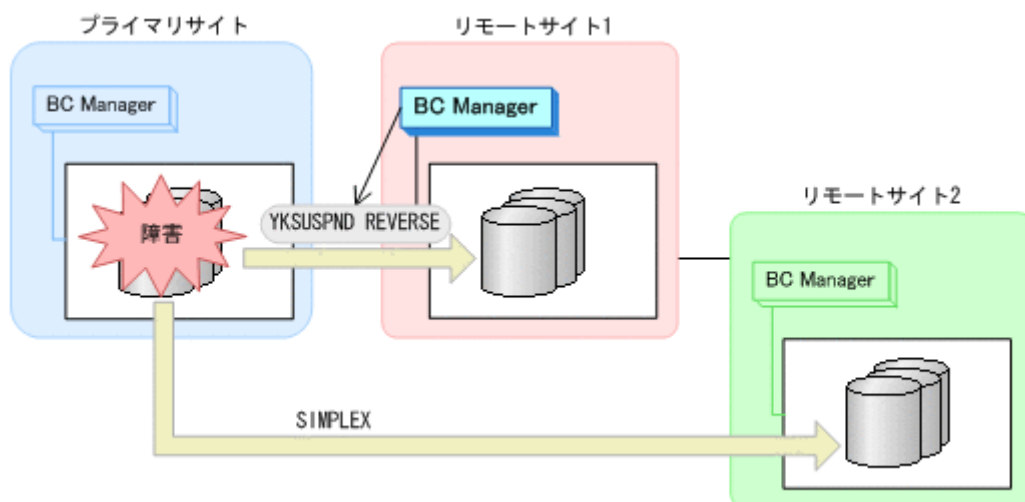 プライマリサイト
リモートサイト1
BC Manager
BC Manager
リモートサイト2
YKSUSPND REVERSE
障害
BC Manager
SIMPLEX